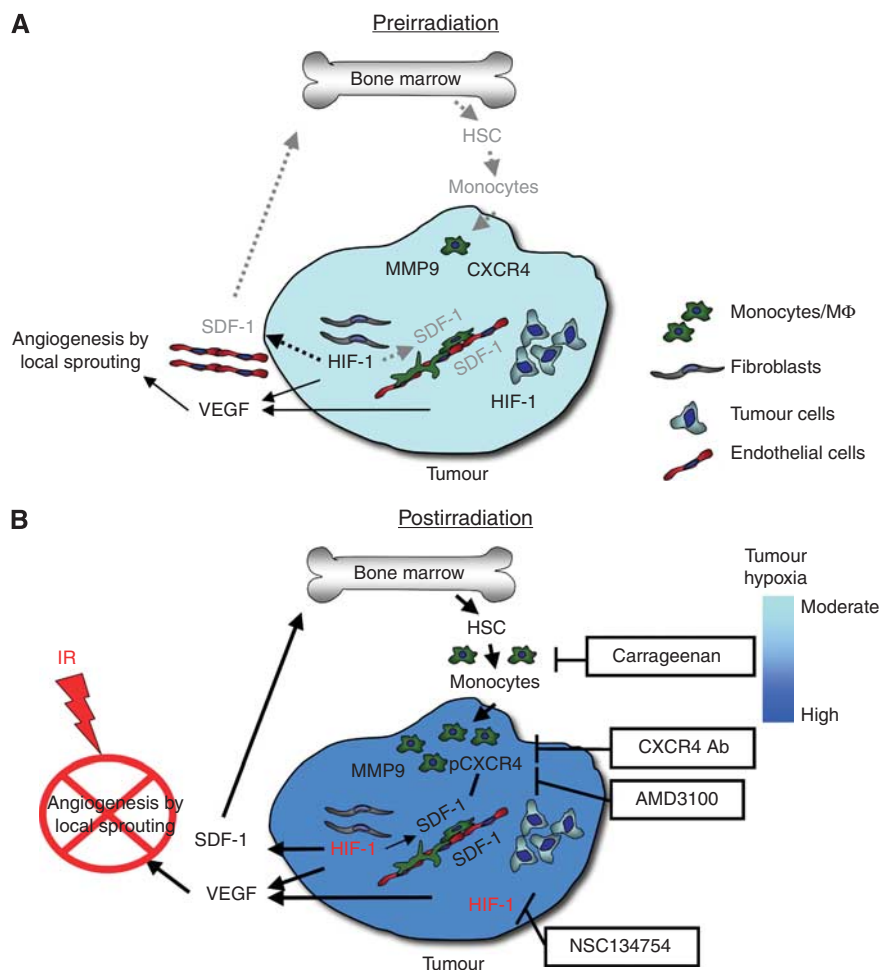 A
Preirradiation
Bone marrow
HSC
Monocytes
MMP9 CXCR4
SDF-1
Angiogenesis by
local sprouting
HIF-1
SDF-1
SDF-1
HIF-1
VEGF
Tumour
Monocytes/MΦ
Fibroblasts
Tumour cells
Endothelial cells
B
Postirradiation
Bone marrow
Tumour
hypoxia
Moderate
High
HSC
Monocytes
Carrageenan
IR
CXCR4 Ab
MMP9 pCXCR4
AMD3100
Angiogenesis by
local sprouting
SDF-1
HIF-1
SDF-1
SDF-1
VEGF
HIF-1
NSC134754
Tumour